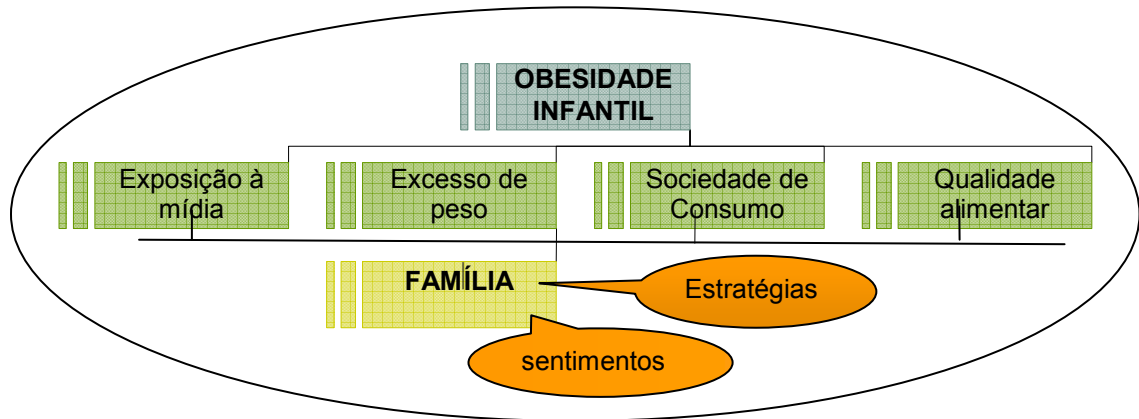 OBESIDADE
INFANTIL
Exposição à
mídia
Excesso de
peso
Sociedade de
Consumo
Qualidade
alimentar
FAMÍLIA
Estratégias
sentimentos